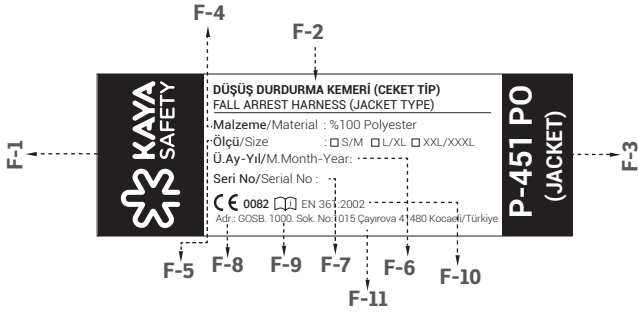 F-4
F-2
F-1
KAYA
SAFETY
DÜŞÜŞ DURDURMA KEMERİ (CEKET TİP)
FALL ARREST HARNESS (JACKET TYPE)
Malzeme/Material : %100 Polyester
Ölçü/Size : S/M L/XL XXL/XXXL
Ü.Ay-Yıl/M.Month-Year:
Seri No/Serial No :
CE 0082 i EN 361:2002
Adr.: GOSB. 1000. Sok. No:1015 Çayırova 41480 Kocaeli/Türkiye
P-451 PO
(JACKET)
F-3
F-5
F-8
F-9
F-7
F-6
F-10
F-11